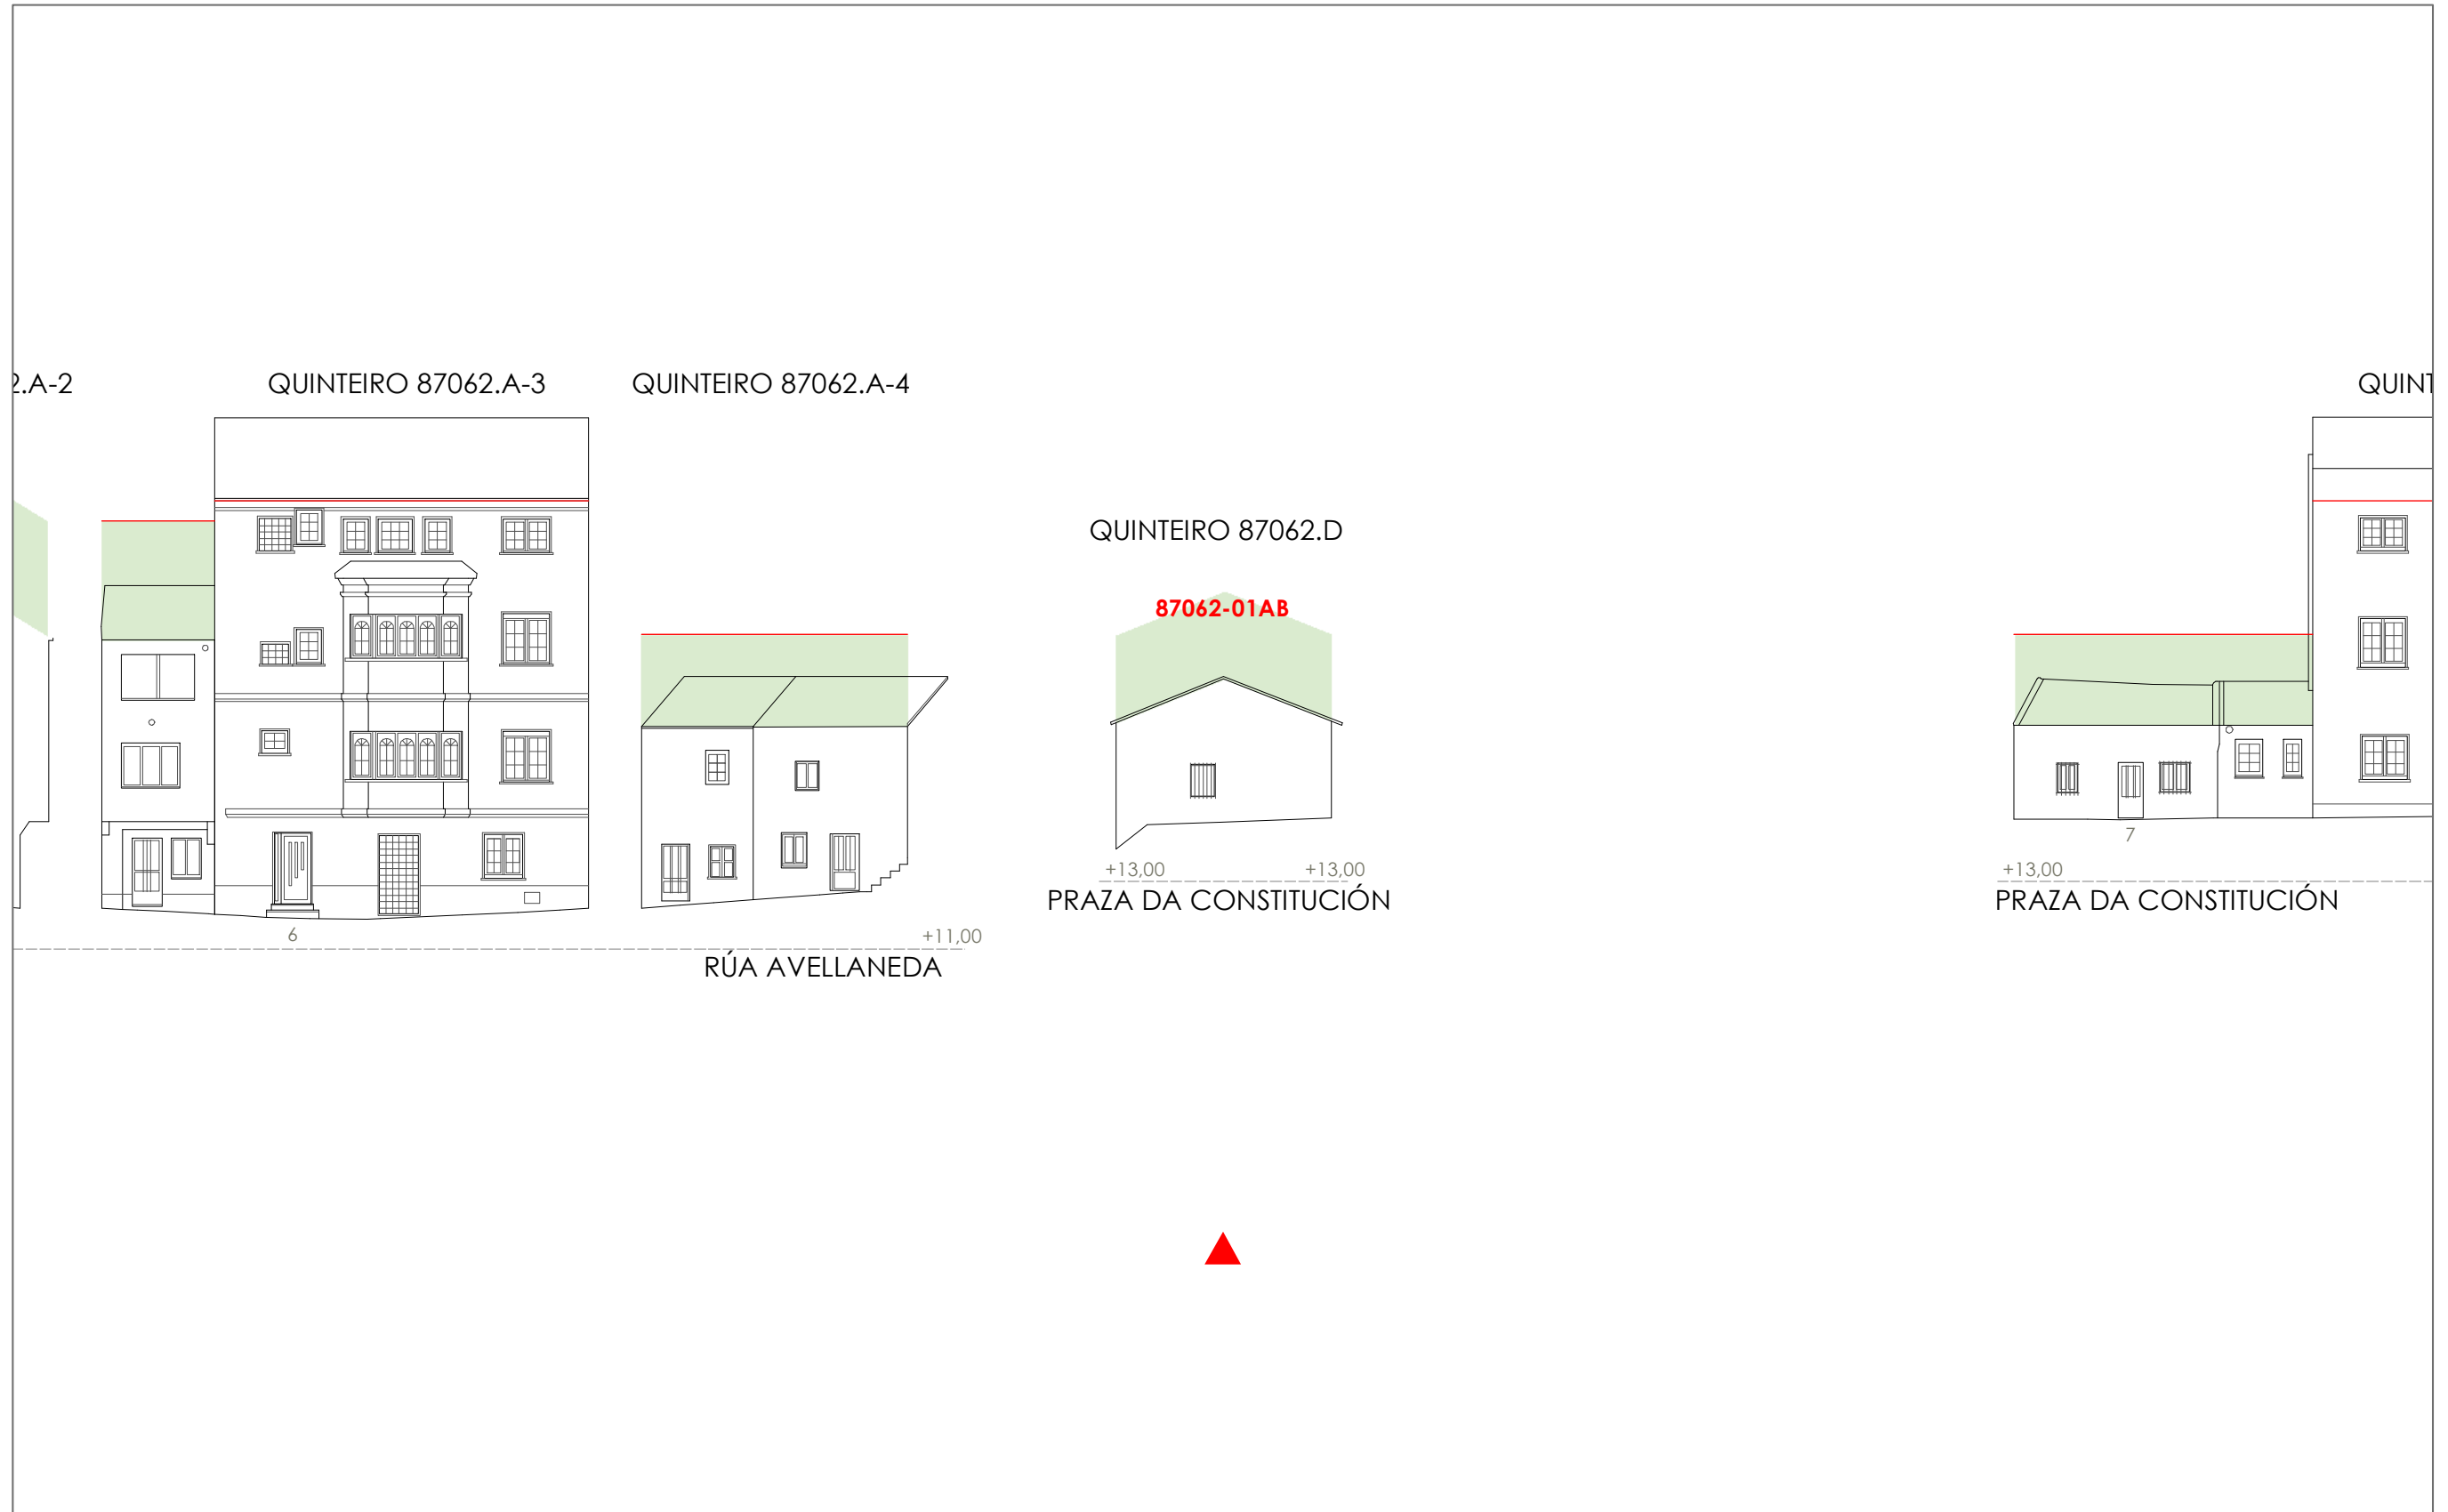 2.A-2
QUINTEIRO 87062.A-3
QUINTEIRO 87062.A-4
QUINT
QUINTEIRO 87062.D
87062-01AB
7
+13,00
+13,00
+13,00
PRAZA DA CONSTITUCIÓN
PRAZA DA CONSTITUCIÓN
6
+11,00
RÚA AVELLANEDA